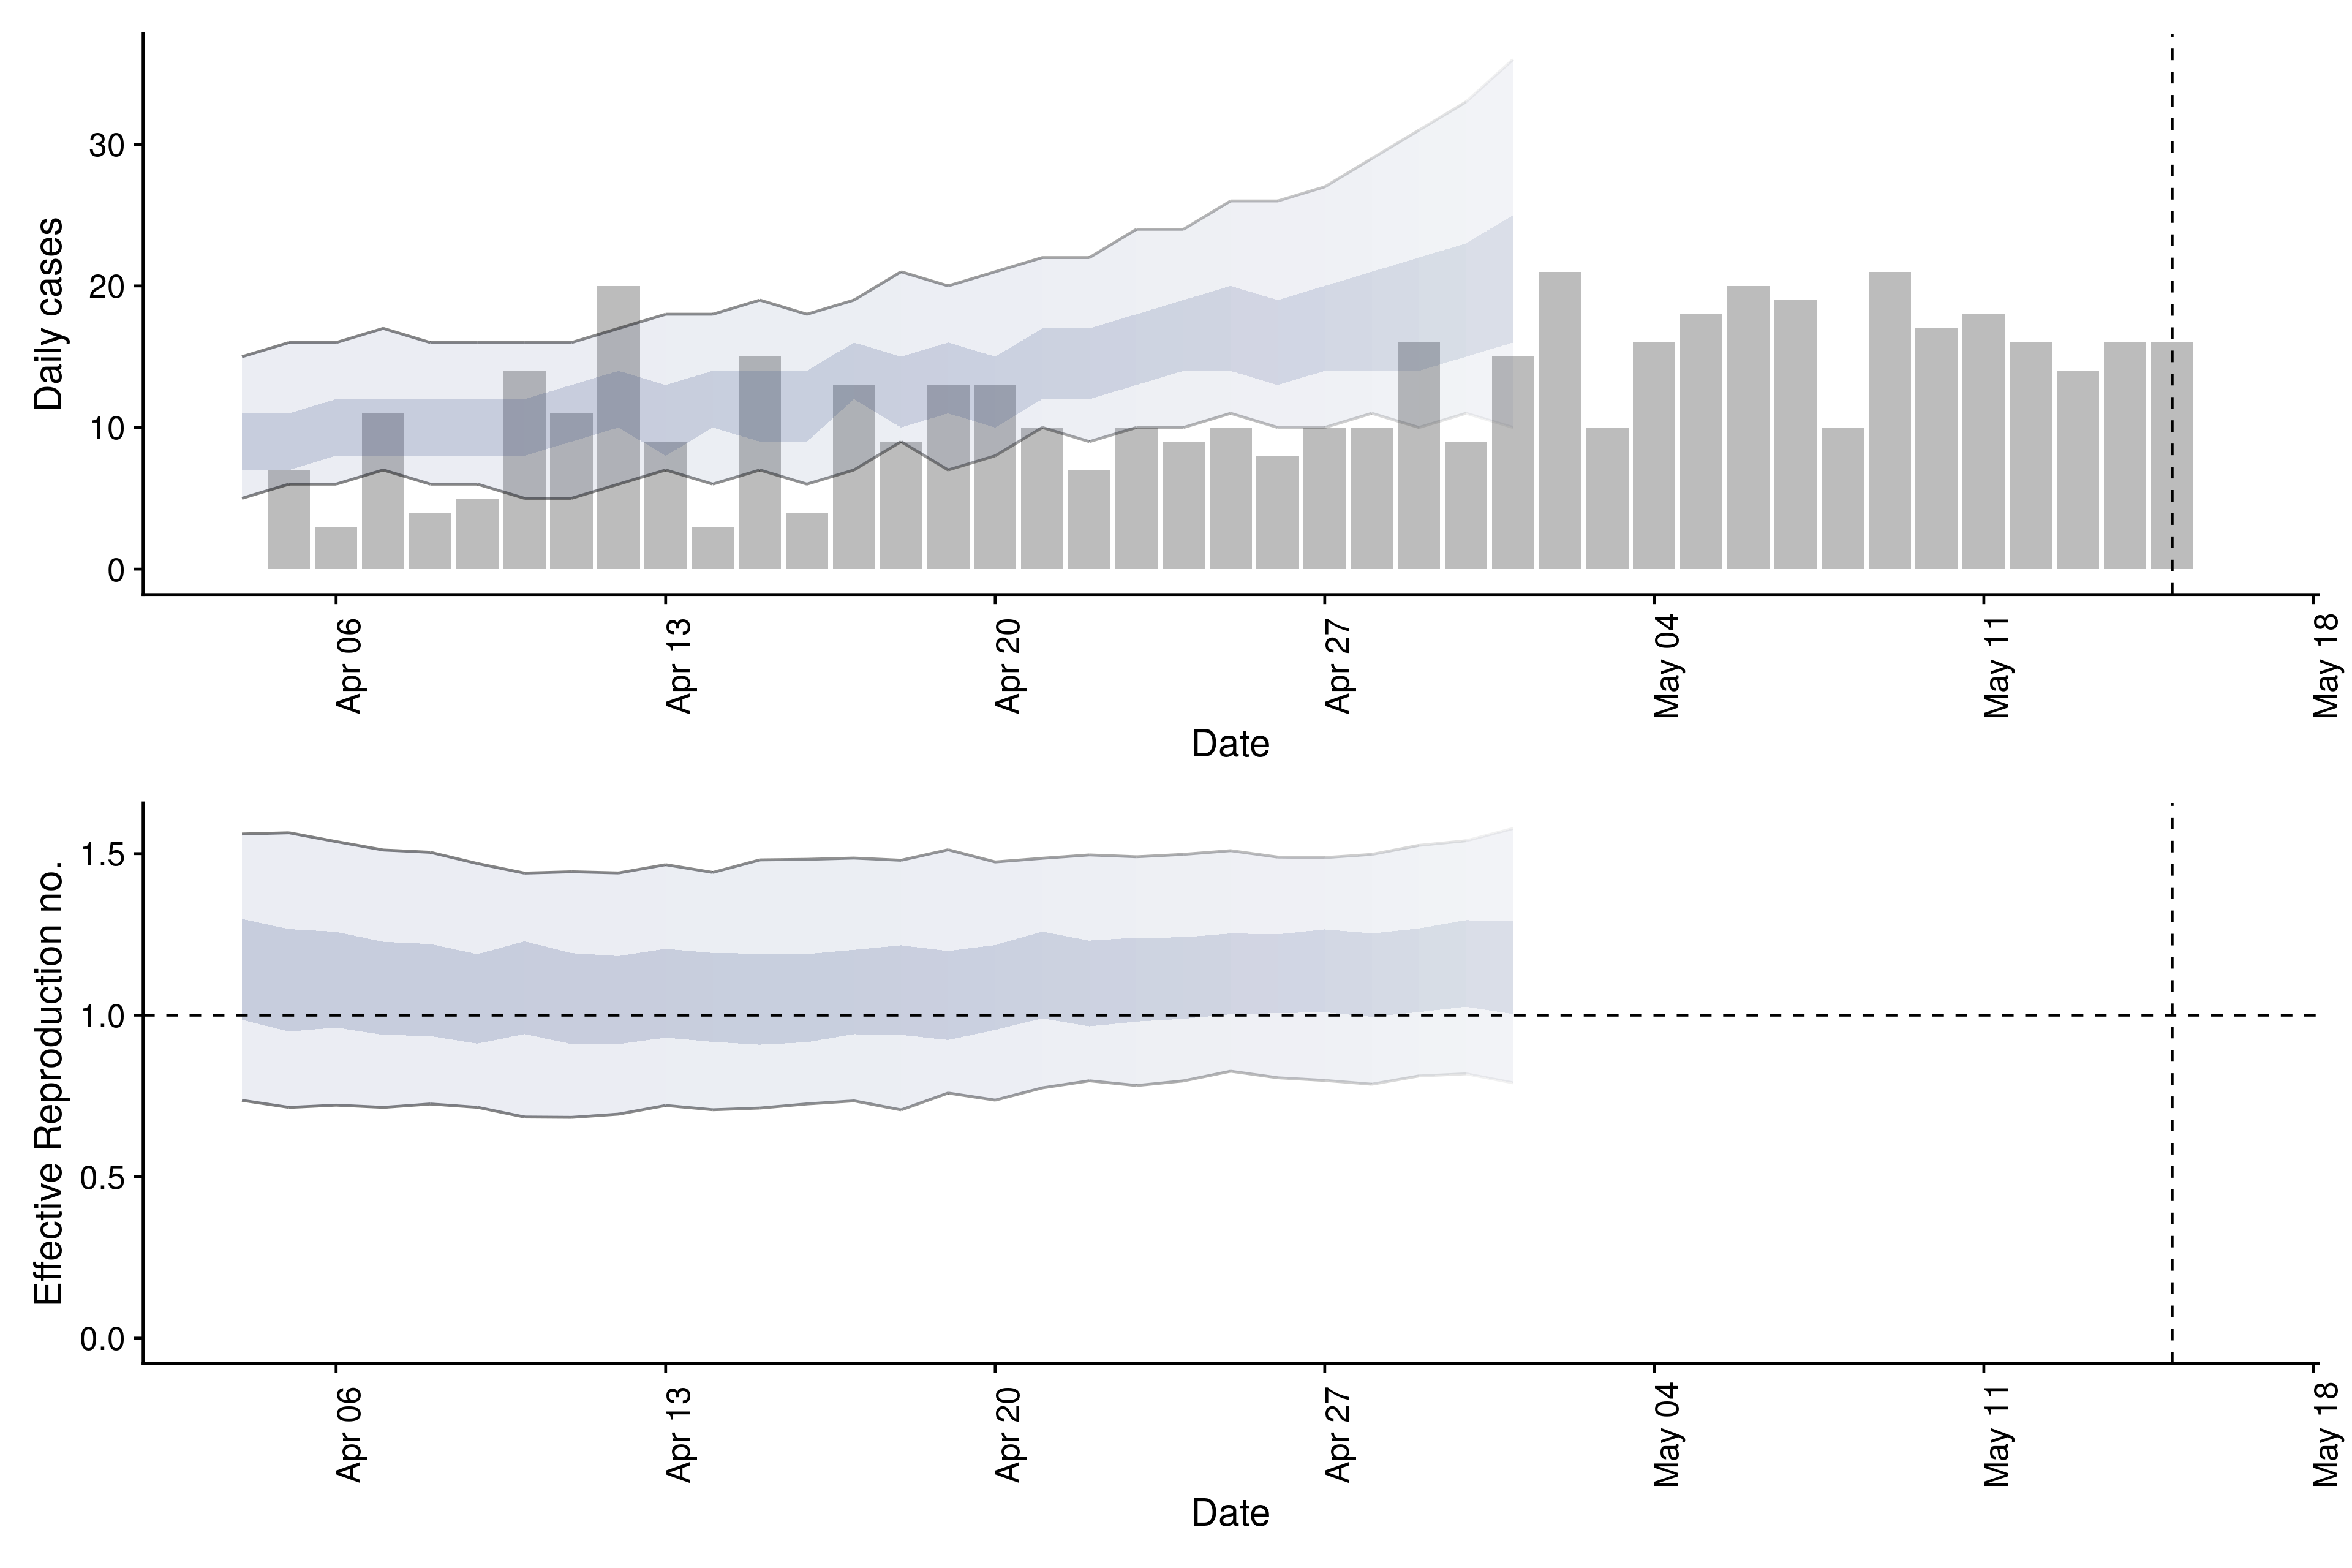 Daily cases
30
20
10
0
Apr 06
Apr 13
Apr 20
Apr 27
May 04
May 11
May 18
Date
Effective Reproduction no.
1.5
1.0
0.5
0.0
Apr 06
Apr 13
Apr 20
Apr 27
May 04
May 11
May 18
Date